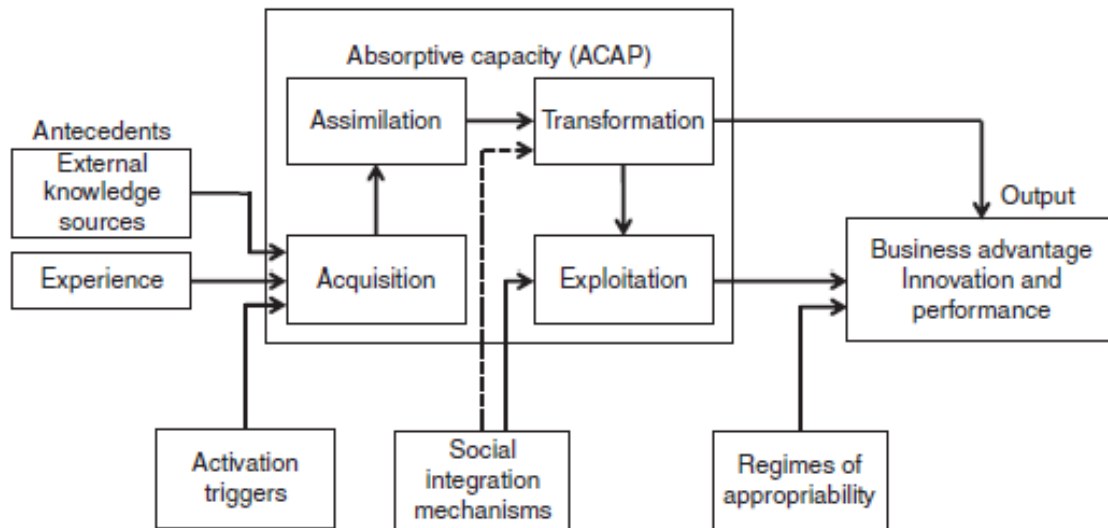 Absorptive capacity (ACAP)
Assimilation
Transformation
Antecedents
External
knowledge
sources
Output
Experience
Acquisition
Exploitation
Business advantage
Innovation and
performance
Activation
triggers
Social
integration
mechanisms
Regimes of
appropriability